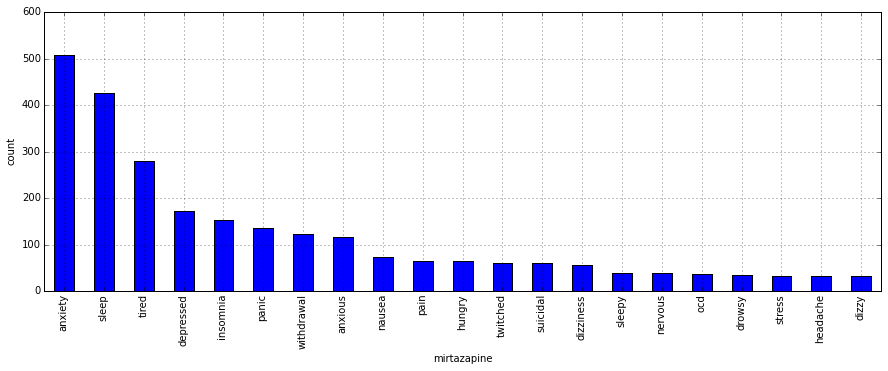 600
500
400
300
200
100
0
count
anxiety
sleep
tired
depressed
insomnia
panic
withdrawal
anxious
nausea
pain
hungry
twitched
suicidal
dizziness
sleepy
nervous
ocd
drowsy
stress
headache
dizzy
mirtazapine